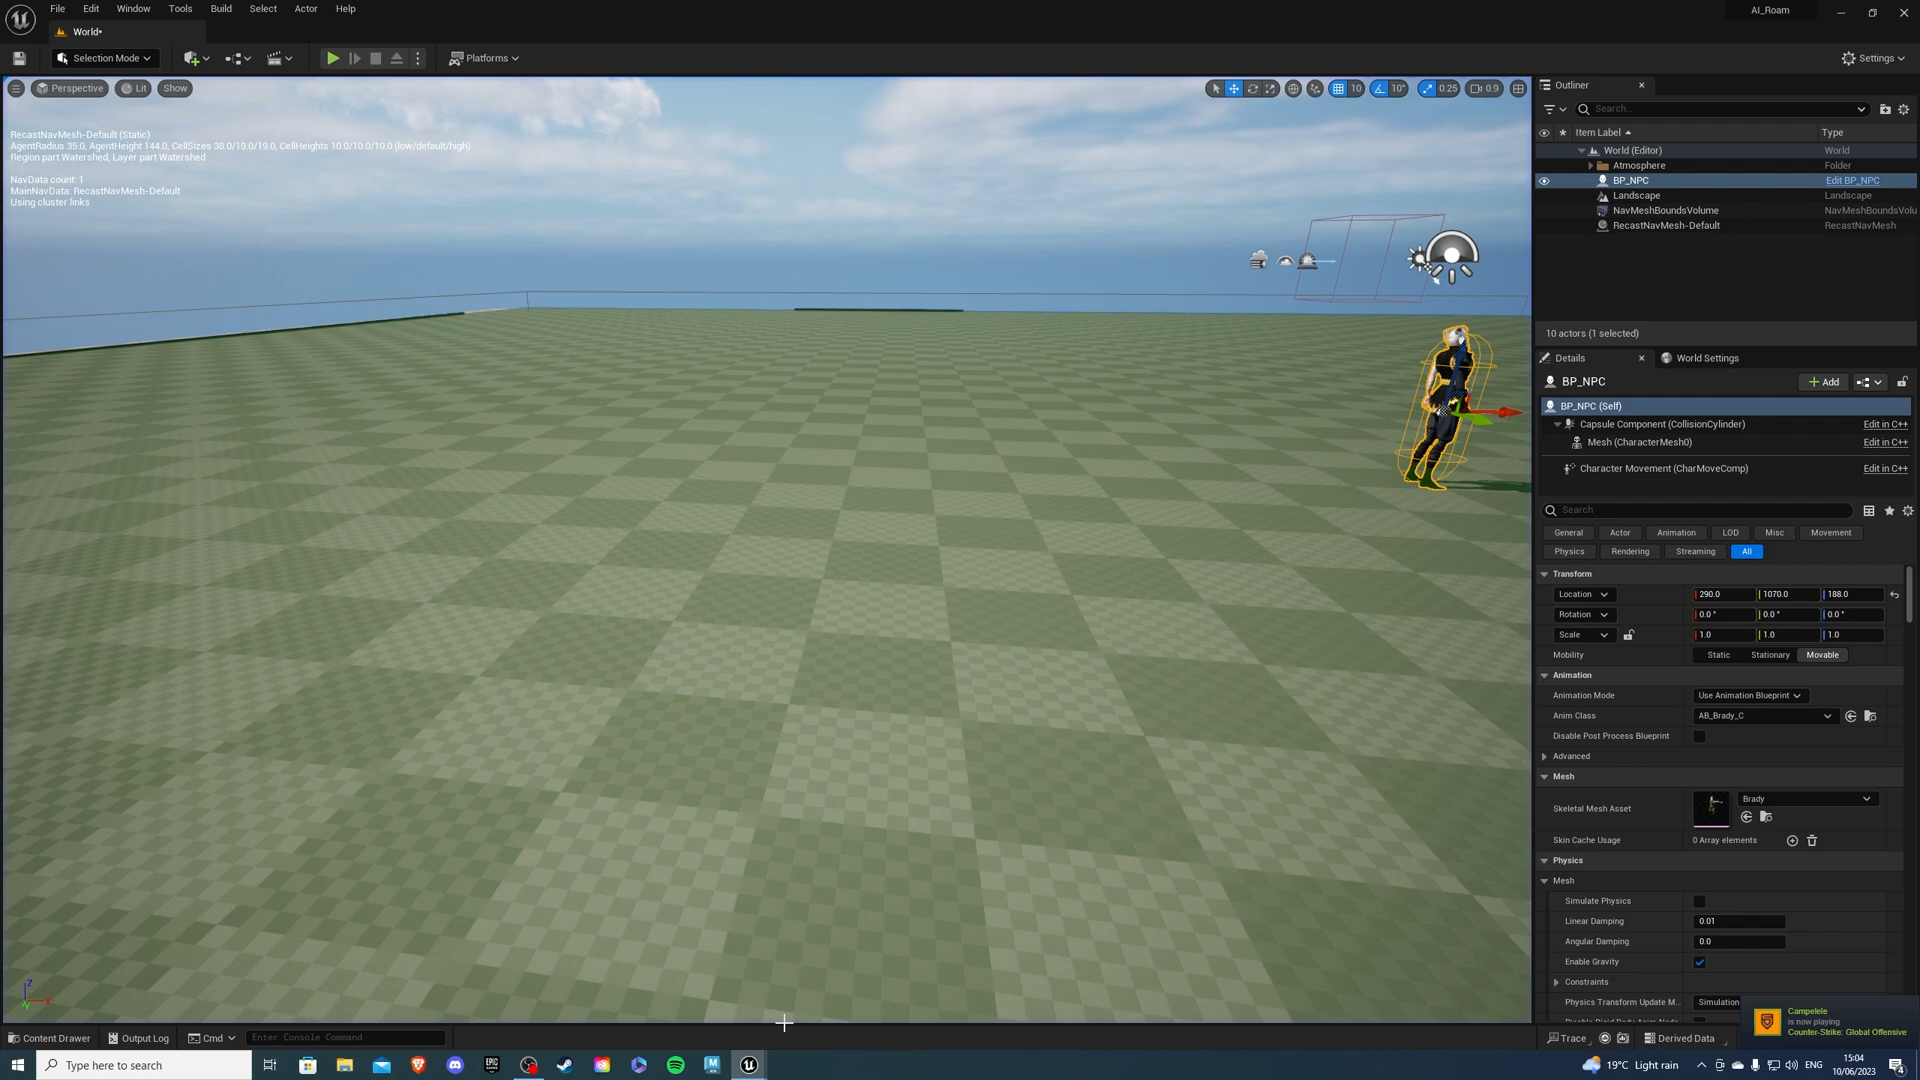 File Edit Window Tools Build Select Actor Help
AI_Roam
World•
Selection Mode
Platforms
Settings
Perspective
Lit
Show
10
10°
0.25
0.9
RecastNavMesh-Default (Static)
AgentRadius 35.0, AgentHeight 144.0, CellSizes 38.0/19.0/19.0, CellHeights 10.0/10.0/10.0 (low/default/high)
Region part Watershed, Layer part Watershed
NavData count: 1
MainNavData: RecastNavMesh-Default
Using cluster links
Outliner
Search...
Item Label
Type
World (Editor) World
Atmosphere Folder
BP_NPC Edit BP_NPC
Landscape Landscape
NavMeshBoundsVolume NavMeshBoundsVolu
RecastNavMesh-Default RecastNavMesh
10 actors (1 selected)
Details
World Settings
BP_NPC
Add
BP_NPC (Self)
Capsule Component (CollisionCylinder) Edit in C++
Mesh (CharacterMesh0) Edit in C++
Character Movement (CharMoveComp) Edit in C++
Search
General Actor Animation LOD Misc Movement
Physics Rendering Streaming All
Transform
Location 290.0 1070.0 188.0
Rotation 0.0 ° 0.0 ° 0.0 °
Scale 1.0 1.0 1.0
Mobility Static Stationary Movable
Animation
Animation Mode Use Animation Blueprint
Anim Class AB_Brady_C
Disable Post Process Blueprint
Advanced
Mesh
Skeletal Mesh Asset Brady
Skin Cache Usage 0 Array elements
Physics
Mesh
Simulate Physics
Linear Damping 0.01
Angular Damping 0.0
Enable Gravity
Constraints
Physics Transform Update M... Simulation
Campelele
is now playing
Counter-Strike: Global Offensive
Z
X
Y
Content Drawer
Output Log
Cmd
Enter Console Command
Trace
Derived Data
Type here to search
19°C Light rain
ENG
15:04
10/06/2023
4